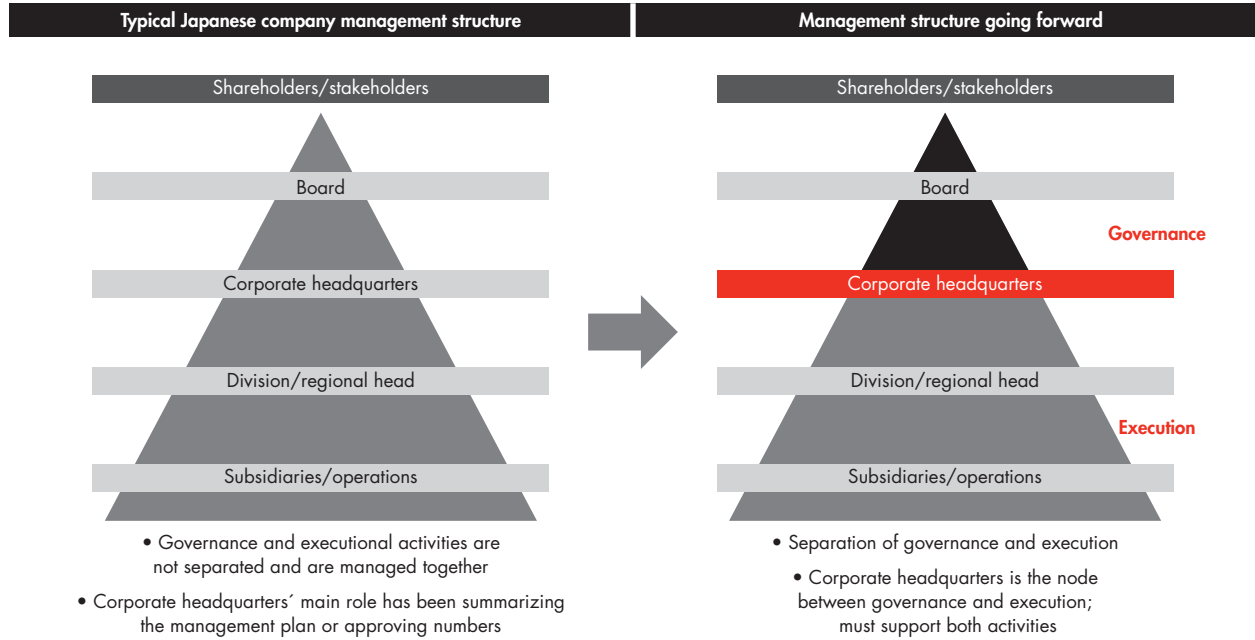 Typical Japanese company management structure
Shareholders/stakeholders
Board
Corporate headquarters
Division/regional head
Subsidiaries/operations
• Governance and executional activities are
not separated and are managed together
• Corporate headquarters´ main role has been summarizing
the management plan or approving numbers
Management structure going forward
Shareholders/stakeholders
Board
Governance
Corporate headquarters
Division/regional head
Execution
Subsidiaries/operations
• Separation of governance and execution
• Corporate headquarters is the node
between governance and execution;
must support both activities